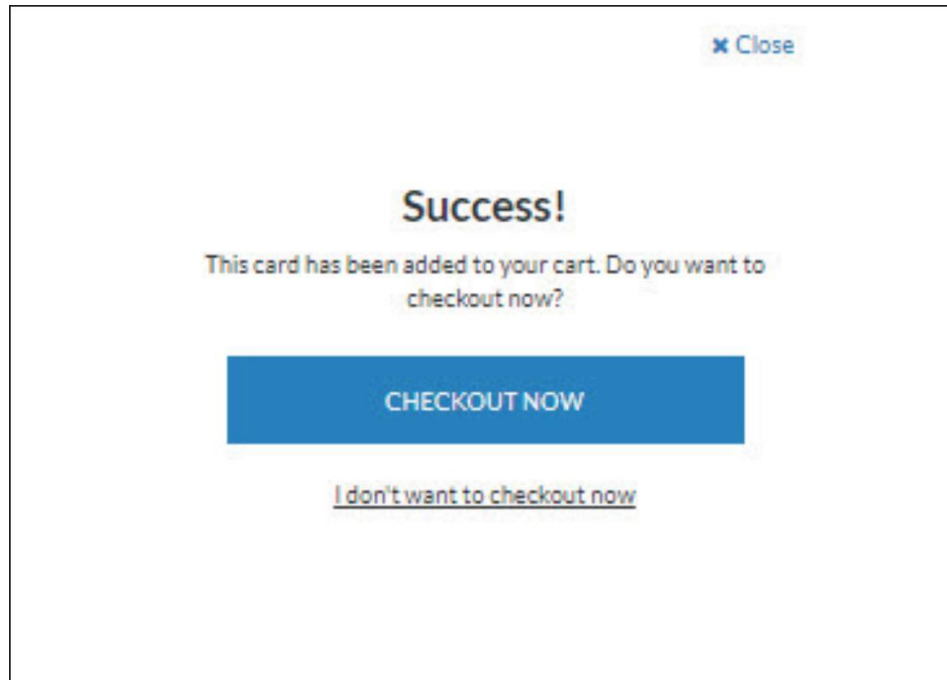 ✖ Close
Success!
This card has been added to your cart. Do you want to
checkout now?
CHECKOUT NOW
I don't want to checkout now